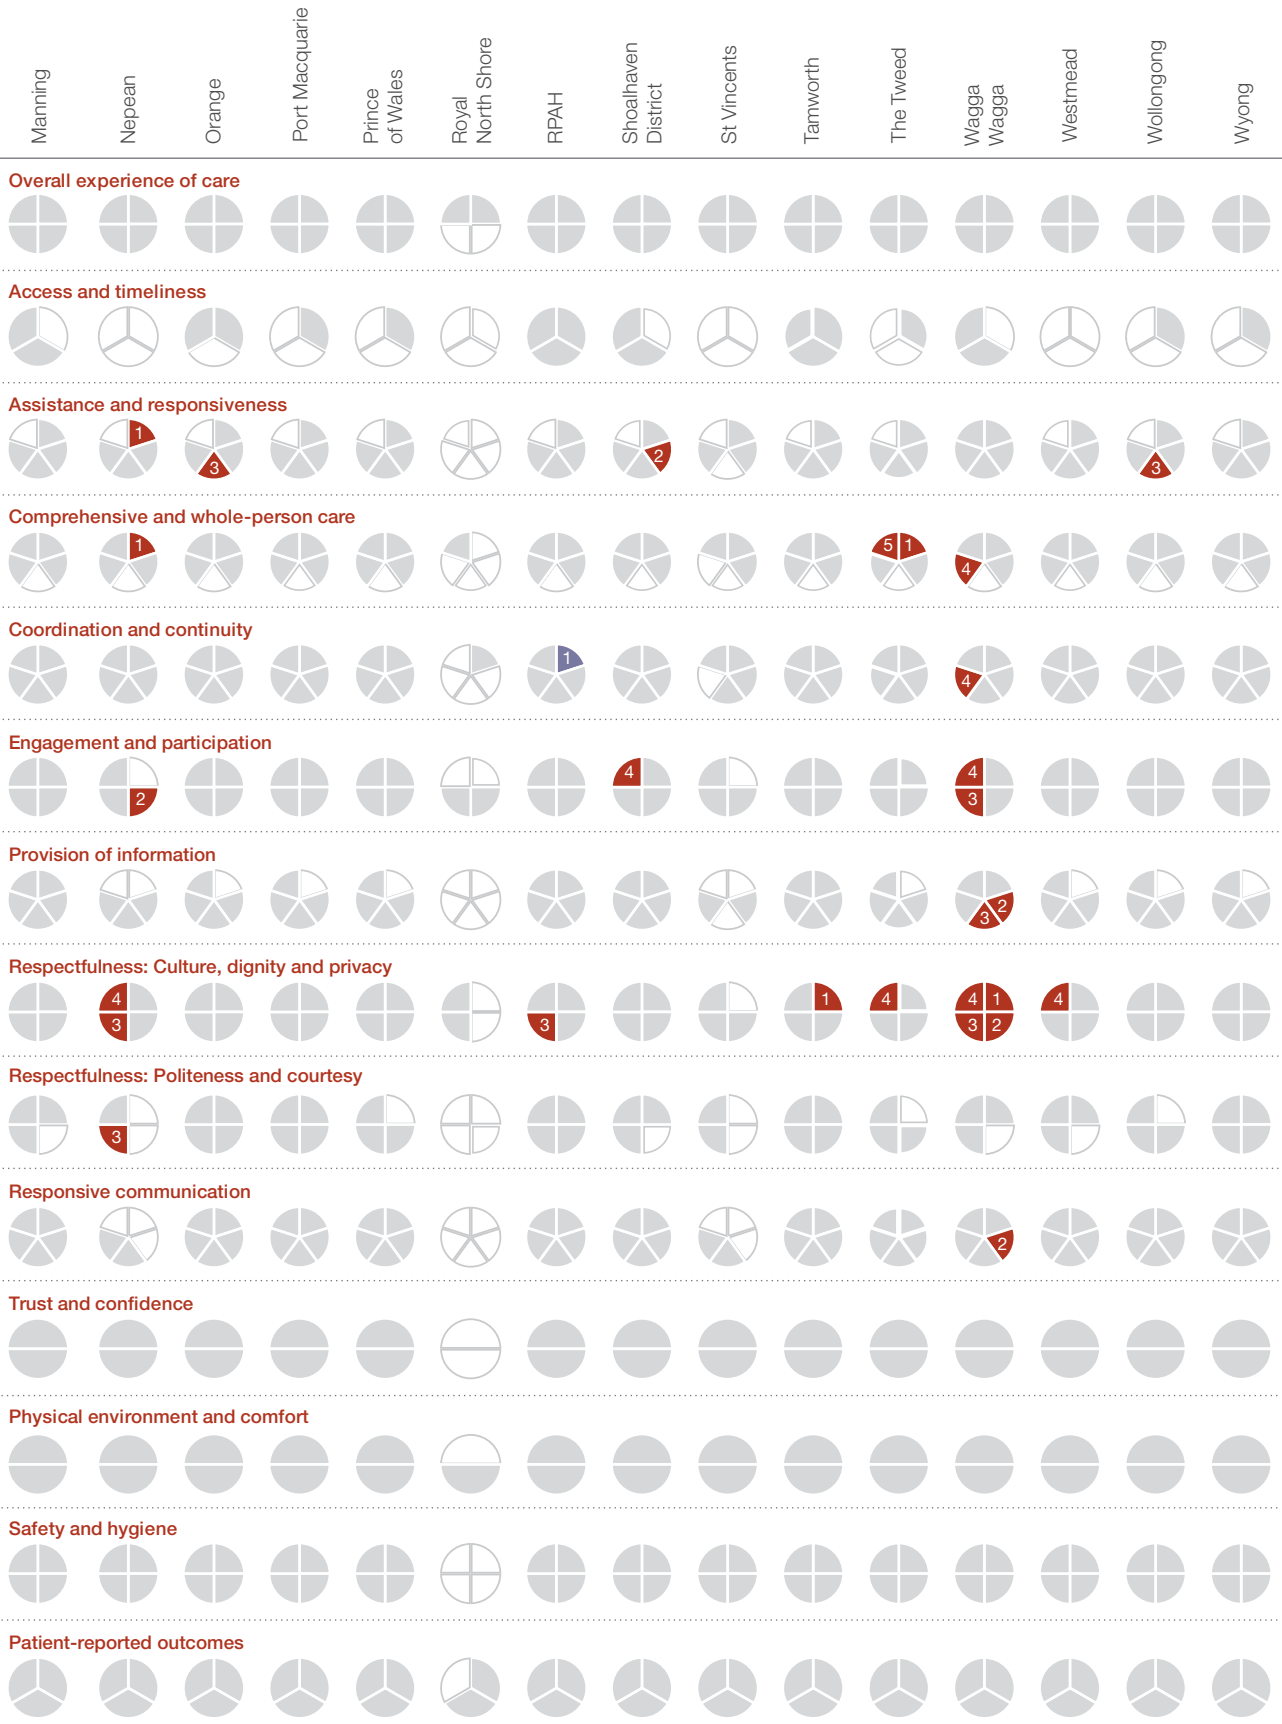 Manning
Nepean
Orange
Port Macquarie
Prince
of Wales
Royal
North Shore
RPAH
Shoalhaven
District
St Vincents
Tamworth
The Tweed
Wagga
Wagga
Westmead
Wollongong
Wyong
Overall experience of care
Access and timeliness
Assistance and responsiveness
1
3
2
3
Comprehensive and whole-person care
1
5 1
4
Coordination and continuity
1
4
Engagement and participation
2
4
4
3
Provision of information
2
3
Respectfulness: Culture, dignity and privacy
4
3
3
1
4
4 1
3 2
4
Respectfulness: Politeness and courtesy
3
Responsive communication
2
Trust and confidence
Physical environment and comfort
Safety and hygiene
Patient-reported outcomes